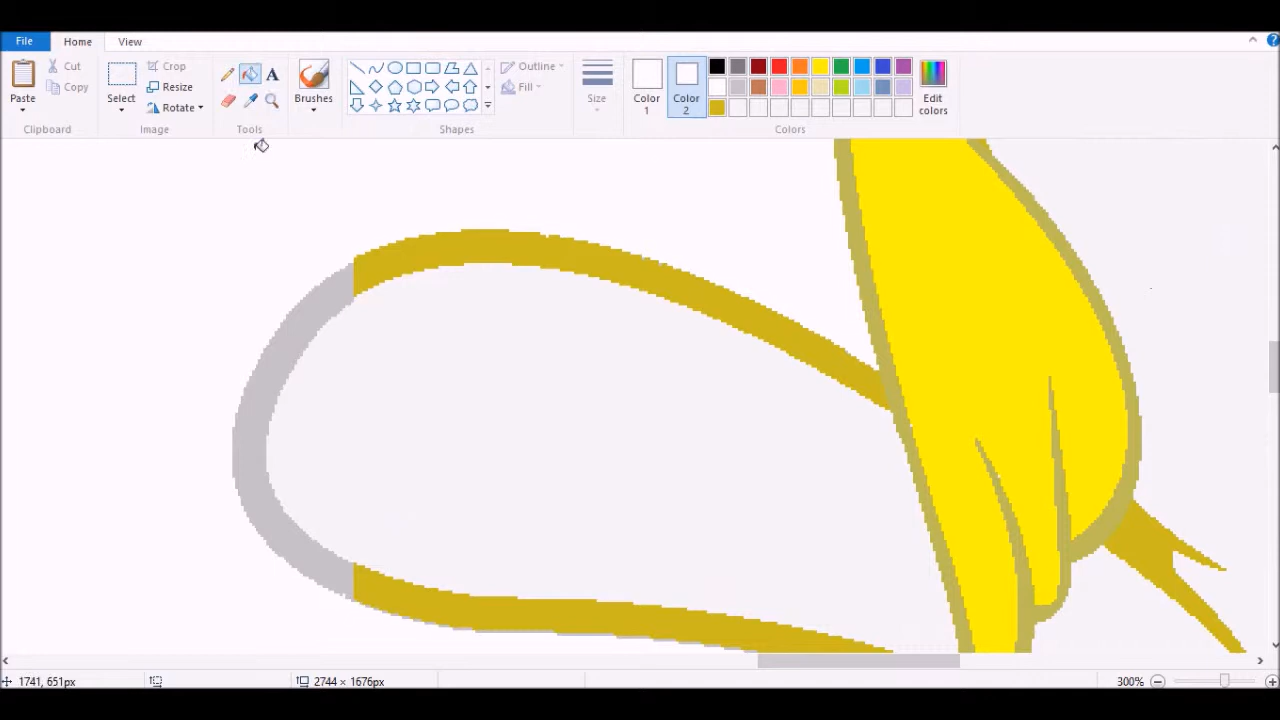 File Home View
Paste
Cut
Copy
Clipboard
Select
Crop
Resize
Rotate
Image
A
Tools
Brushes
Shapes
Outline
Fill
Size
Color 1
Color 2
Edit colors
Colors
1741, 651px
2744 × 1676px
300%